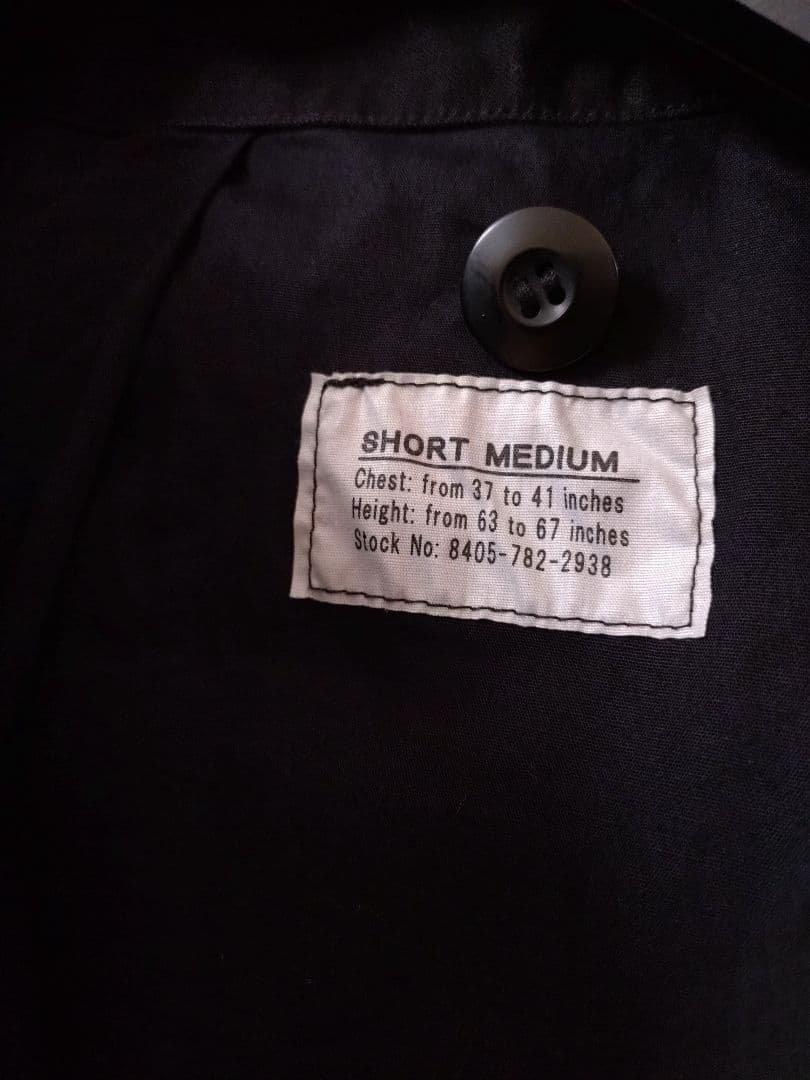 SHORT MEDIUM
Chest: from 37 to 41 inches
Height: from 63 to 67 inches
Stock No: 8405-782-2938